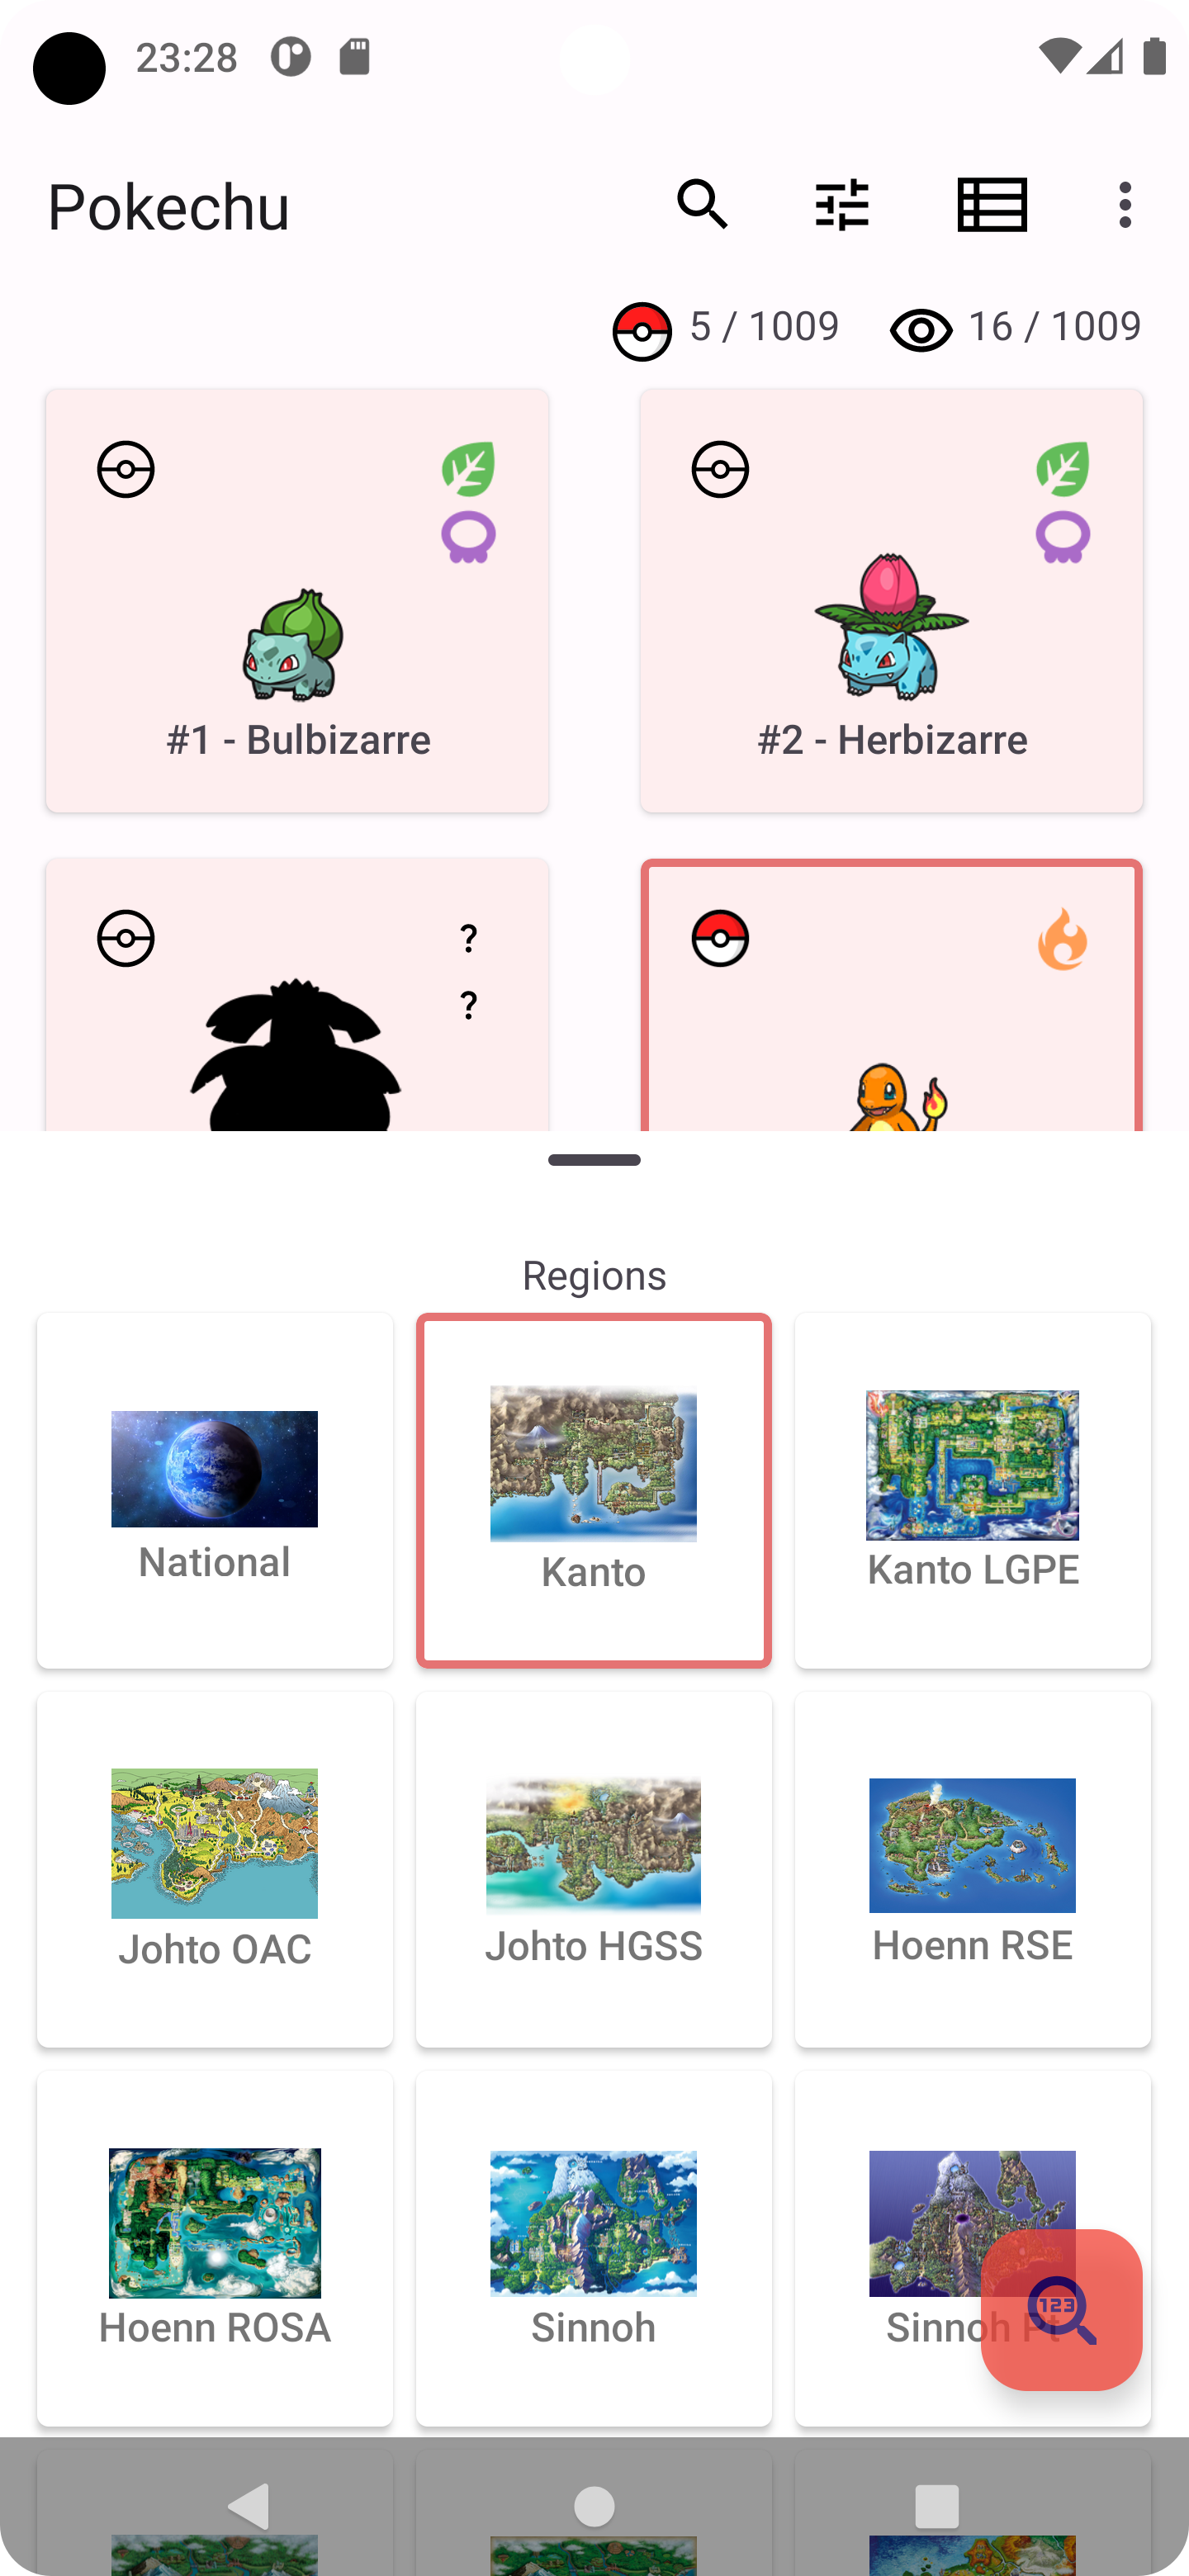 23:28
Pokechu
5 / 1009
16 / 1009
#1 - Bulbizarre
#2 - Herbizarre
?
?
Regions
National
Kanto
Kanto LGPE
Johto OAC
Johto HGSS
Hoenn RSE
Hoenn ROSA
Sinnoh
Sinnoh Pt
123